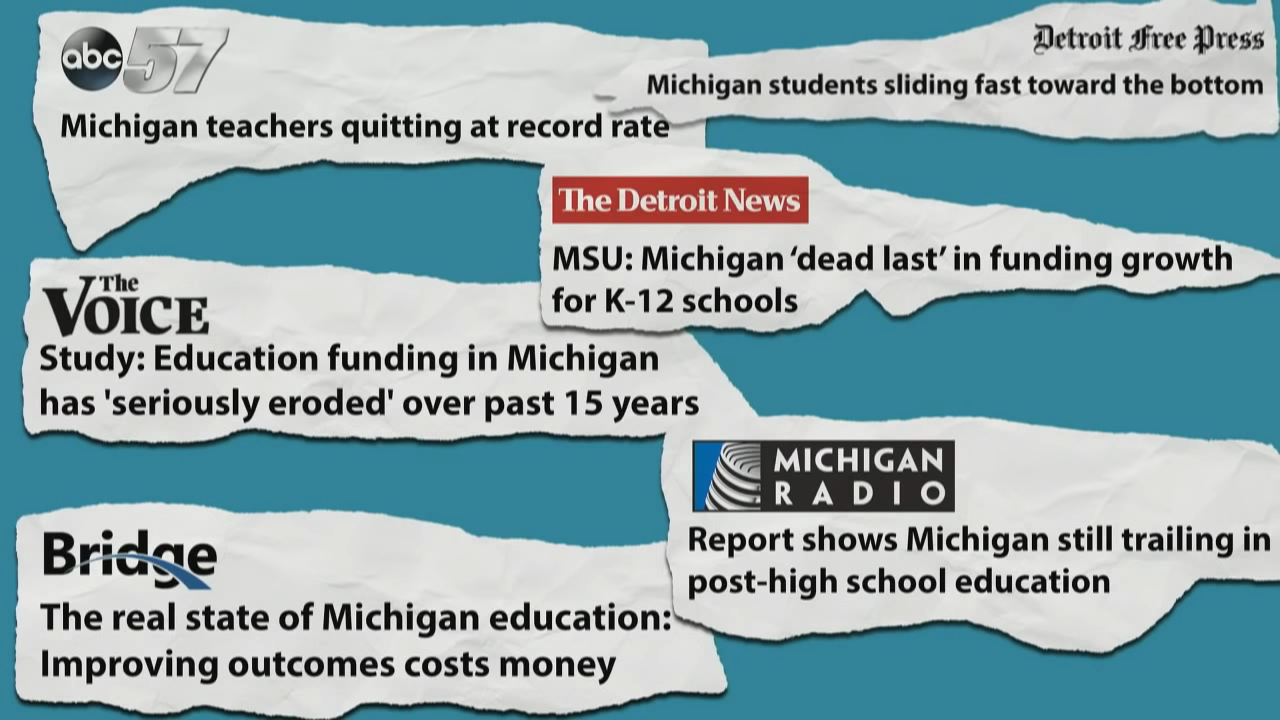 abc 57
Michigan teachers quitting at record rate
Detroit Free Press
Michigan students sliding fast toward the bottom
The Detroit News
MSU: Michigan ‘dead last’ in funding growth
for K-12 schools
The
VOICE
Study: Education funding in Michigan
has 'seriously eroded' over past 15 years
MICHIGAN
RADIO
Report shows Michigan still trailing in
post-high school education
Bridge
The real state of Michigan education:
Improving outcomes costs money